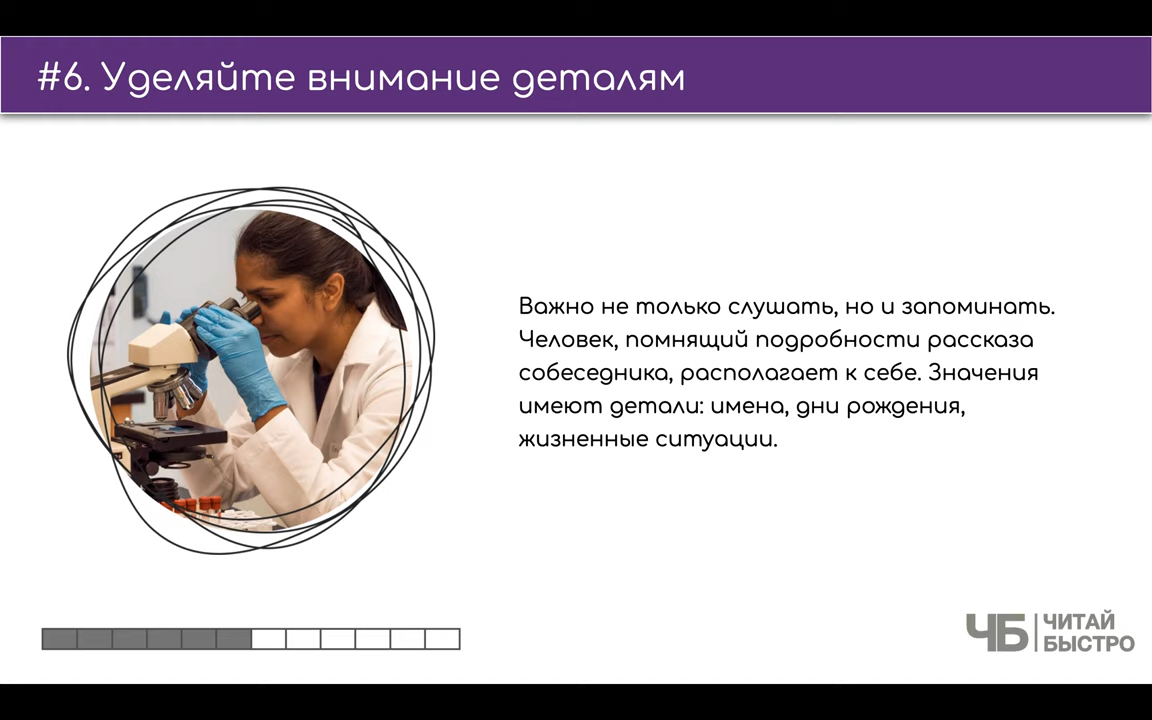 #6. Уделяйте внимание деталям
Важно не только слушать, но и запоминать.
Человек, помнящий подробности рассказа
собеседника, располагает к себе. Значения
имеют детали: имена, дни рождения,
жизненные ситуации.
ЧБ
ЧИТАЙ
БЫСТРО